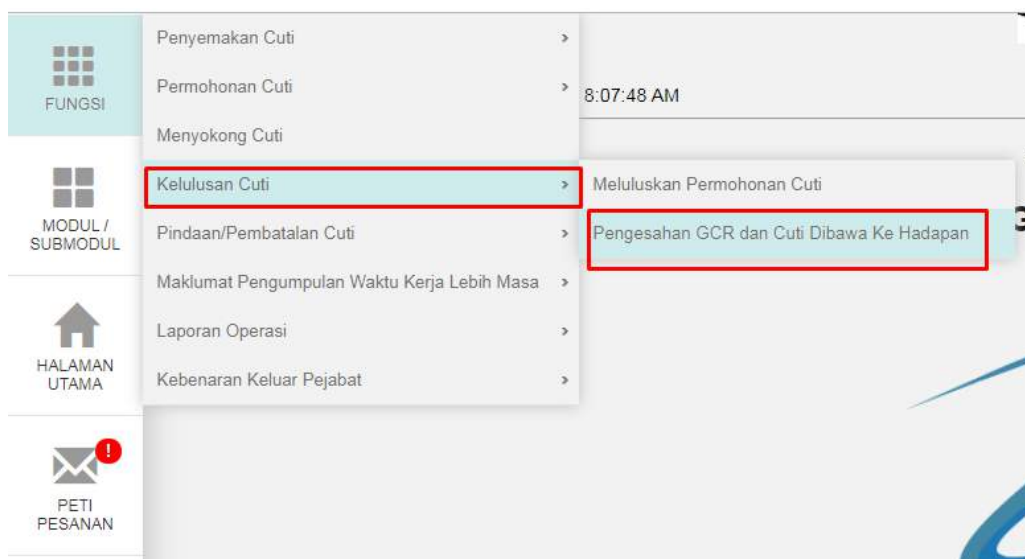 FUNGSI
MODUL /
SUBMODUL
HALAMAN
UTAMA
!
PETI
PESANAN
Penyemakan Cuti >
Permohonan Cuti >
Menyokong Cuti
Kelulusan Cuti >
Pindaan/Pembatalan Cuti >
Maklumat Pengumpulan Waktu Kerja Lebih Masa >
Laporan Operasi >
Kebenaran Keluar Pejabat >
8:07:48 AM
Meluluskan Permohonan Cuti
Pengesahan GCR dan Cuti Dibawa Ke Hadapan